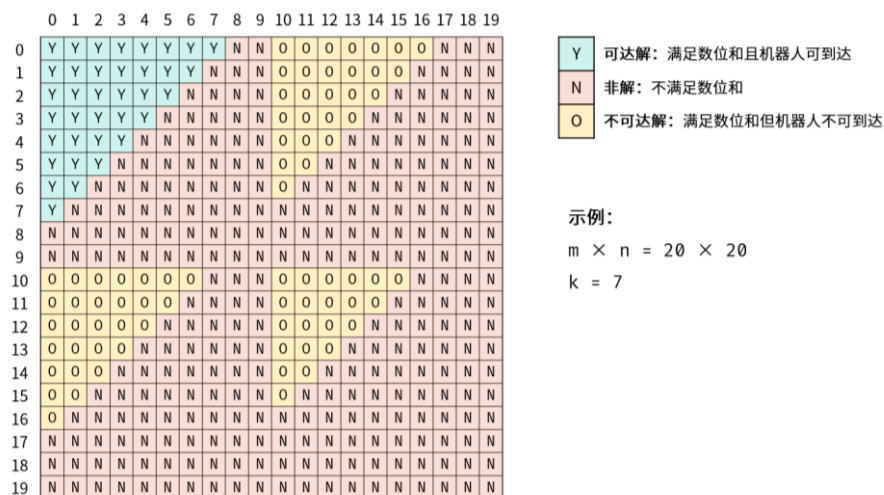 0 1 2 3 4 5 6 7 8 9 10 11 12 13 14 15 16 17 18 19
0 Y Y Y Y Y Y Y Y N N O O O O O O O N N N
1 Y Y Y Y Y Y Y N N N O O O O O O N N N N
2 Y Y Y Y Y Y N N N N O O O O O N N N N N
3 Y Y Y Y Y N N N N N O O O O N N N N N N
4 Y Y Y Y N N N N N N O O O N N N N N N N
5 Y Y Y N N N N N N N O O N N N N N N N N
6 Y Y N N N N N N N N O N N N N N N N N N
7 Y N N N N N N N N N N N N N N N N N N N
8 N N N N N N N N N N N N N N N N N N N N
9 N N N N N N N N N N N N N N N N N N N N
10 O O O O O O O N N N O O O O O O N N N N
11 O O O O O O N N N N O O O O O N N N N N
12 O O O O O N N N N N O O O O N N N N N N
13 O O O O N N N N N N O O O N N N N N N N
14 O O O N N N N N N N O O N N N N N N N N
15 O O N N N N N N N N O N N N N N N N N N
16 O N N N N N N N N N N N N N N N N N N N
17 N N N N N N N N N N N N N N N N N N N N
18 N N N N N N N N N N N N N N N N N N N N
19 N N N N N N N N N N N N N N N N N N N N
Y 可达解：满足数位和且机器人可到达
N 非解：不满足数位和
O 不可达解：满足数位和但机器人不可到达
示例：
m × n = 20 × 20
k = 7